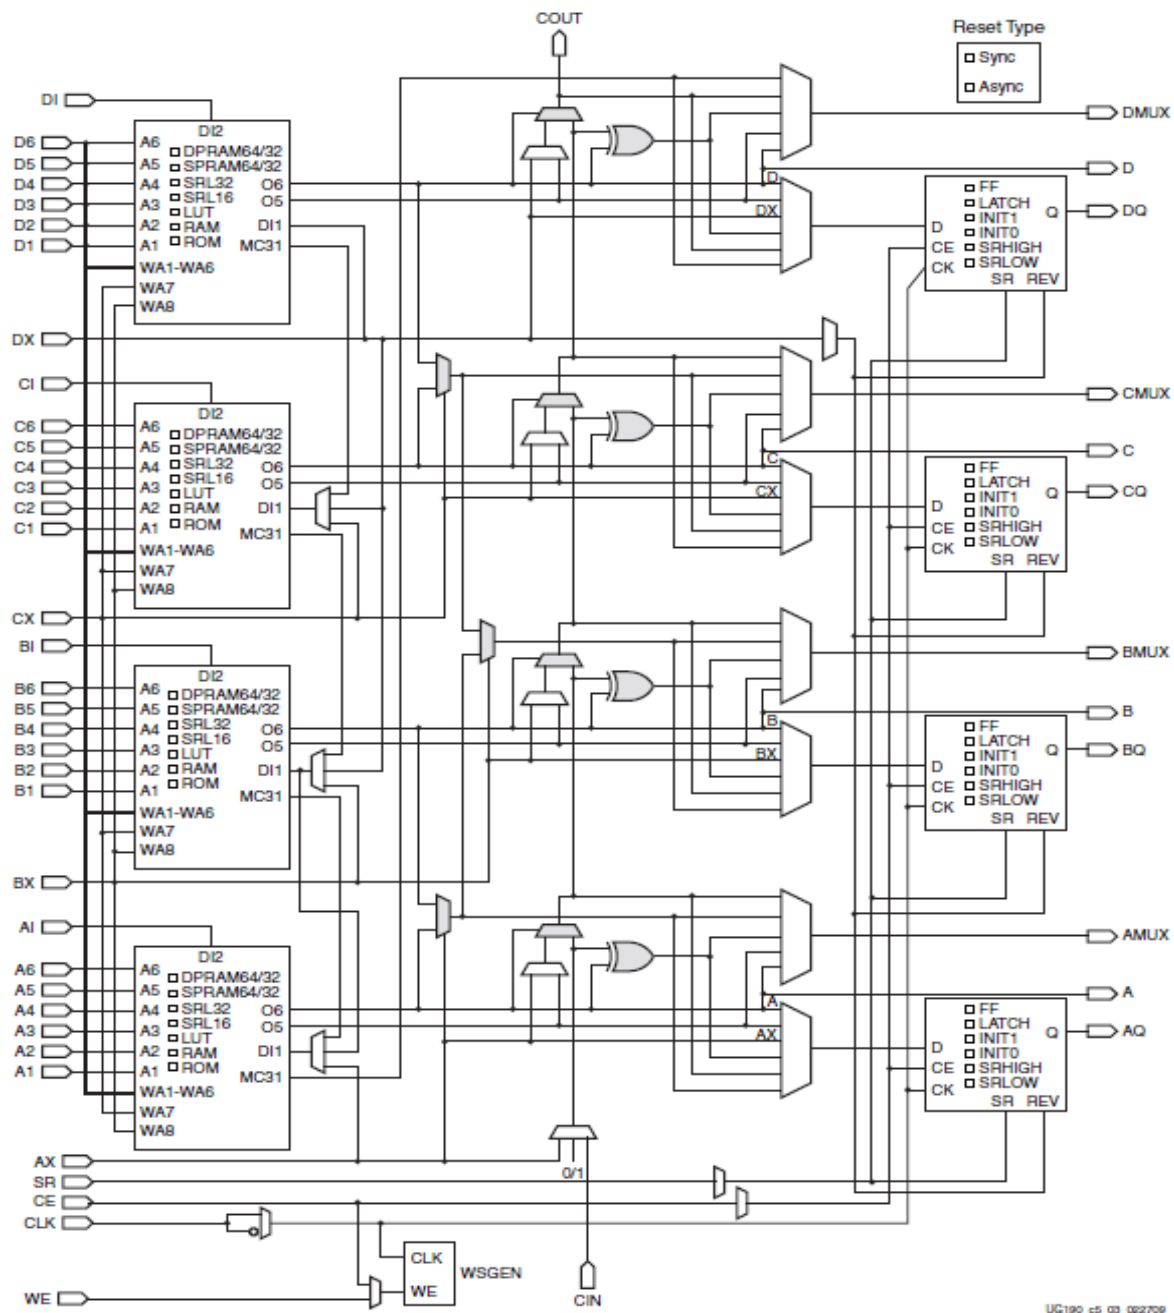 COUT
Reset Type
Sync
Async
DI
DI2
DPRAM64/32
SPRAM64/32
SRL32
SRL16
LUT
RAM
ROM
D6
D5
D4
D3
D2
D1
A6
A5
A4
A3
A2
A1
WA1-WA6
WA7
WA8
O6
O5
DI1
MC31
D
DX
DMUX
D
DQ
FF
LATCH
INIT1
INIT0
SRHIGH
SRLOW
D
CE
CK
Q
SR REV
DX
CI
DI2
DPRAM64/32
SPRAM64/32
SRL32
SRL16
LUT
RAM
ROM
C6
C5
C4
C3
C2
C1
A6
A5
A4
A3
A2
A1
WA1-WA6
WA7
WA8
O6
O5
DI1
MC31
C
CX
CMUX
C
CQ
FF
LATCH
INIT1
INIT0
SRHIGH
SRLOW
D
CE
CK
Q
SR REV
CX
BI
DI2
DPRAM64/32
SPRAM64/32
SRL32
SRL16
LUT
RAM
ROM
B6
B5
B4
B3
B2
B1
A6
A5
A4
A3
A2
A1
WA1-WA6
WA7
WA8
O6
O5
DI1
MC31
B
BX
BMUX
B
BQ
FF
LATCH
INIT1
INIT0
SRHIGH
SRLOW
D
CE
CK
Q
SR REV
BX
AI
DI2
DPRAM64/32
SPRAM64/32
SRL32
SRL16
LUT
RAM
ROM
A6
A5
A4
A3
A2
A1
A6
A5
A4
A3
A2
A1
WA1-WA6
WA7
WA8
O6
O5
DI1
MC31
A
AX
AMUX
A
AQ
FF
LATCH
INIT1
INIT0
SRHIGH
SRLOW
D
CE
CK
Q
SR REV
AX
SR
CE
CLK
WE
0/1
CLK
WE
WSGEN
CIN
UG190_c5_03_022709